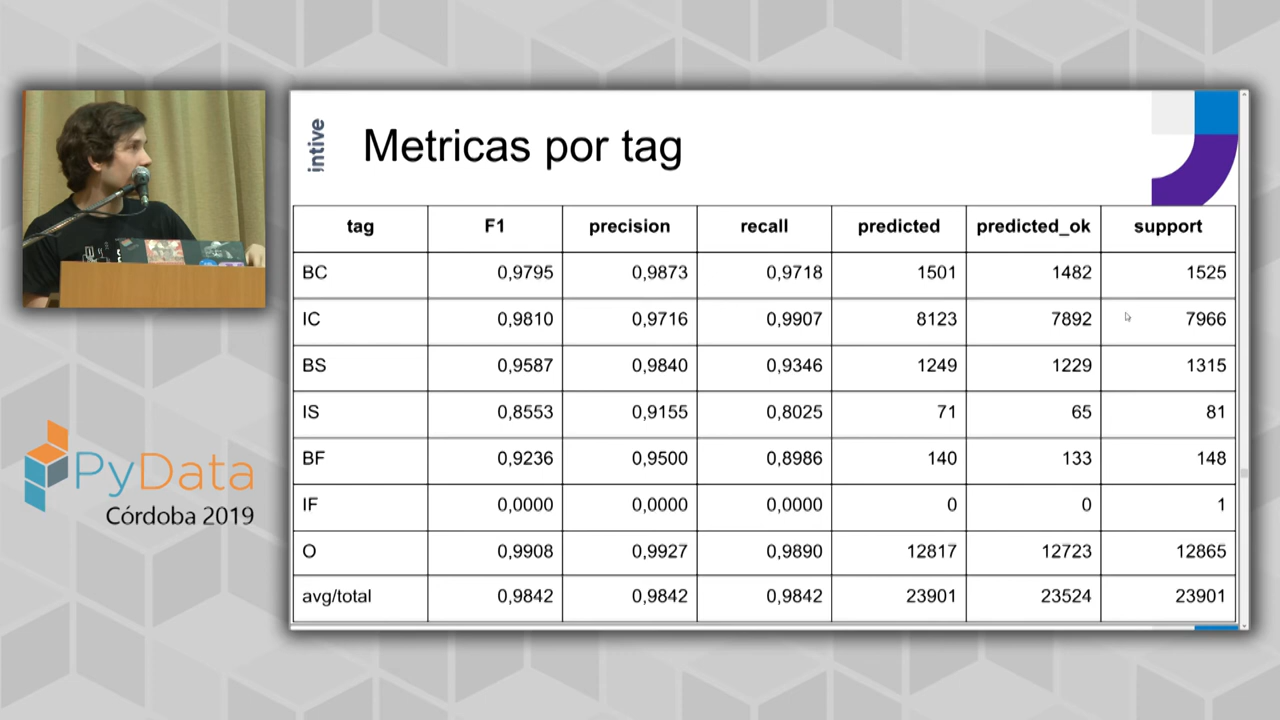 intive
Metricas por tag
tag F1 precision recall predicted predicted_ok support
BC 0,9795 0,9873 0,9718 1501 1482 1525
IC 0,9810 0,9716 0,9907 8123 7892 7966
BS 0,9587 0,9840 0,9346 1249 1229 1315
IS 0,8553 0,9155 0,8025 71 65 81
BF 0,9236 0,9500 0,8986 140 133 148
IF 0,0000 0,0000 0,0000 0 0 1
O 0,9908 0,9927 0,9890 12817 12723 12865
avg/total 0,9842 0,9842 0,9842 23901 23524 23901
PyData
Córdoba 2019